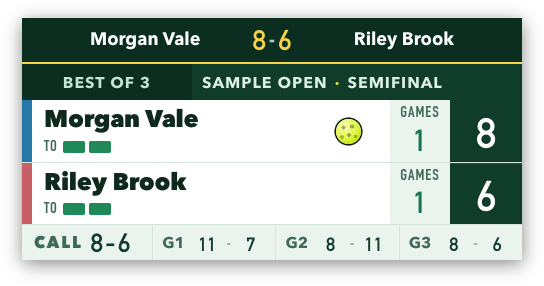 Morgan Vale 8-6 Riley Brook
BEST OF 3 SAMPLE OPEN · SEMIFINAL
Morgan Vale GAMES 8
TO 1
Riley Brook GAMES 6
TO 1
CALL 8-6 G1 11 - 7 G2 8 - 11 G3 8 - 6